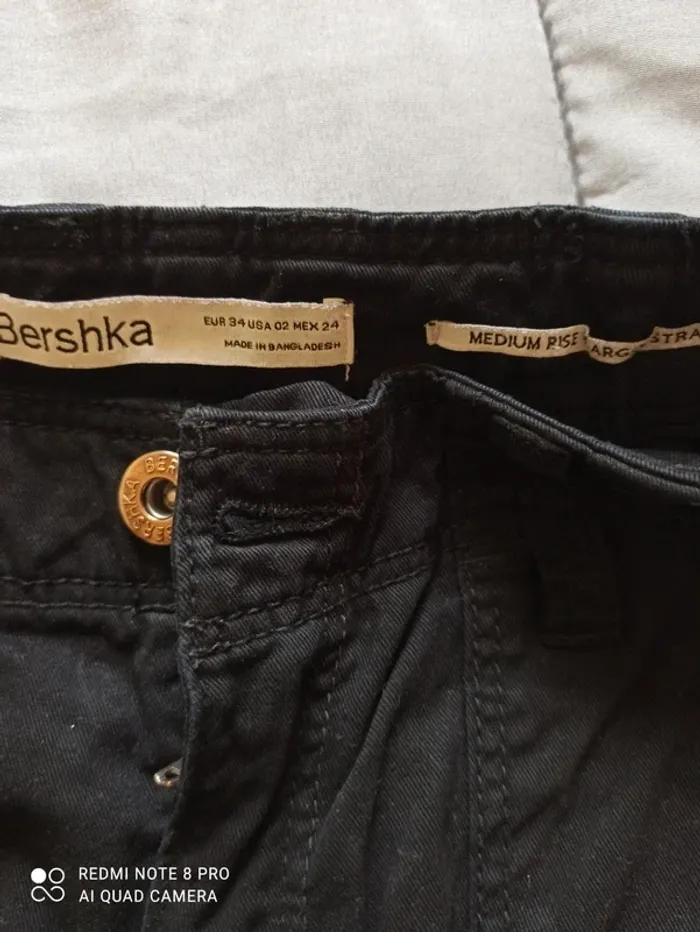 Bershka
EUR 34 USA 02 MEX 24
MADE IN BANGLADESH
MEDIUM RISE
BERSHKA
BER
REDMI NOTE 8 PRO
AI QUAD CAMERA